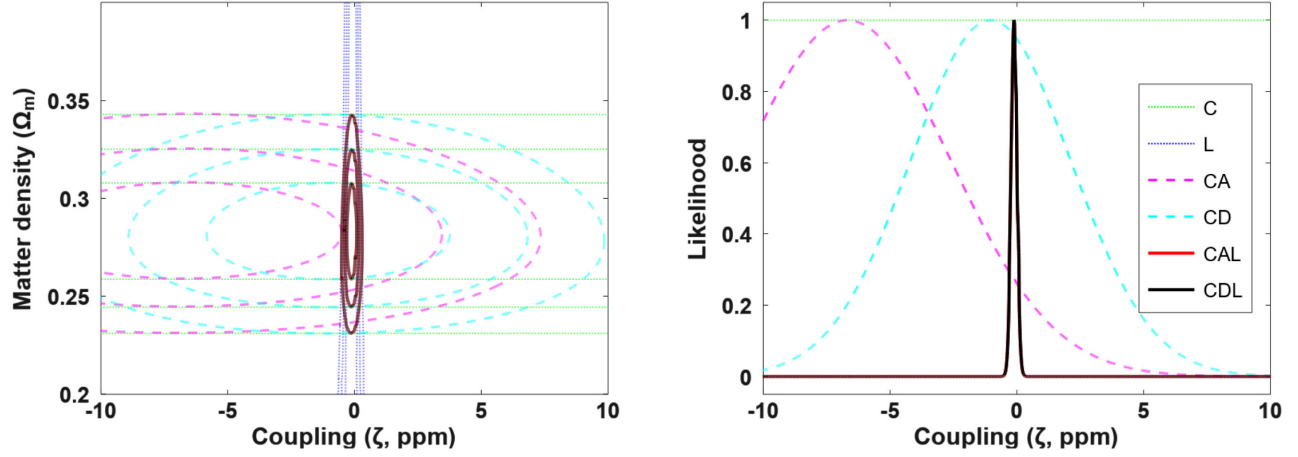 Matter density (Ωm)
0.35
0.3
0.25
0.2
-10
-5
0
5
10
Coupling (ζ, ppm)
Likelihood
1
0.8
0.6
0.4
0.2
0
-10
-5
0
5
10
Coupling (ζ, ppm)
C
L
CA
CD
CAL
CDL